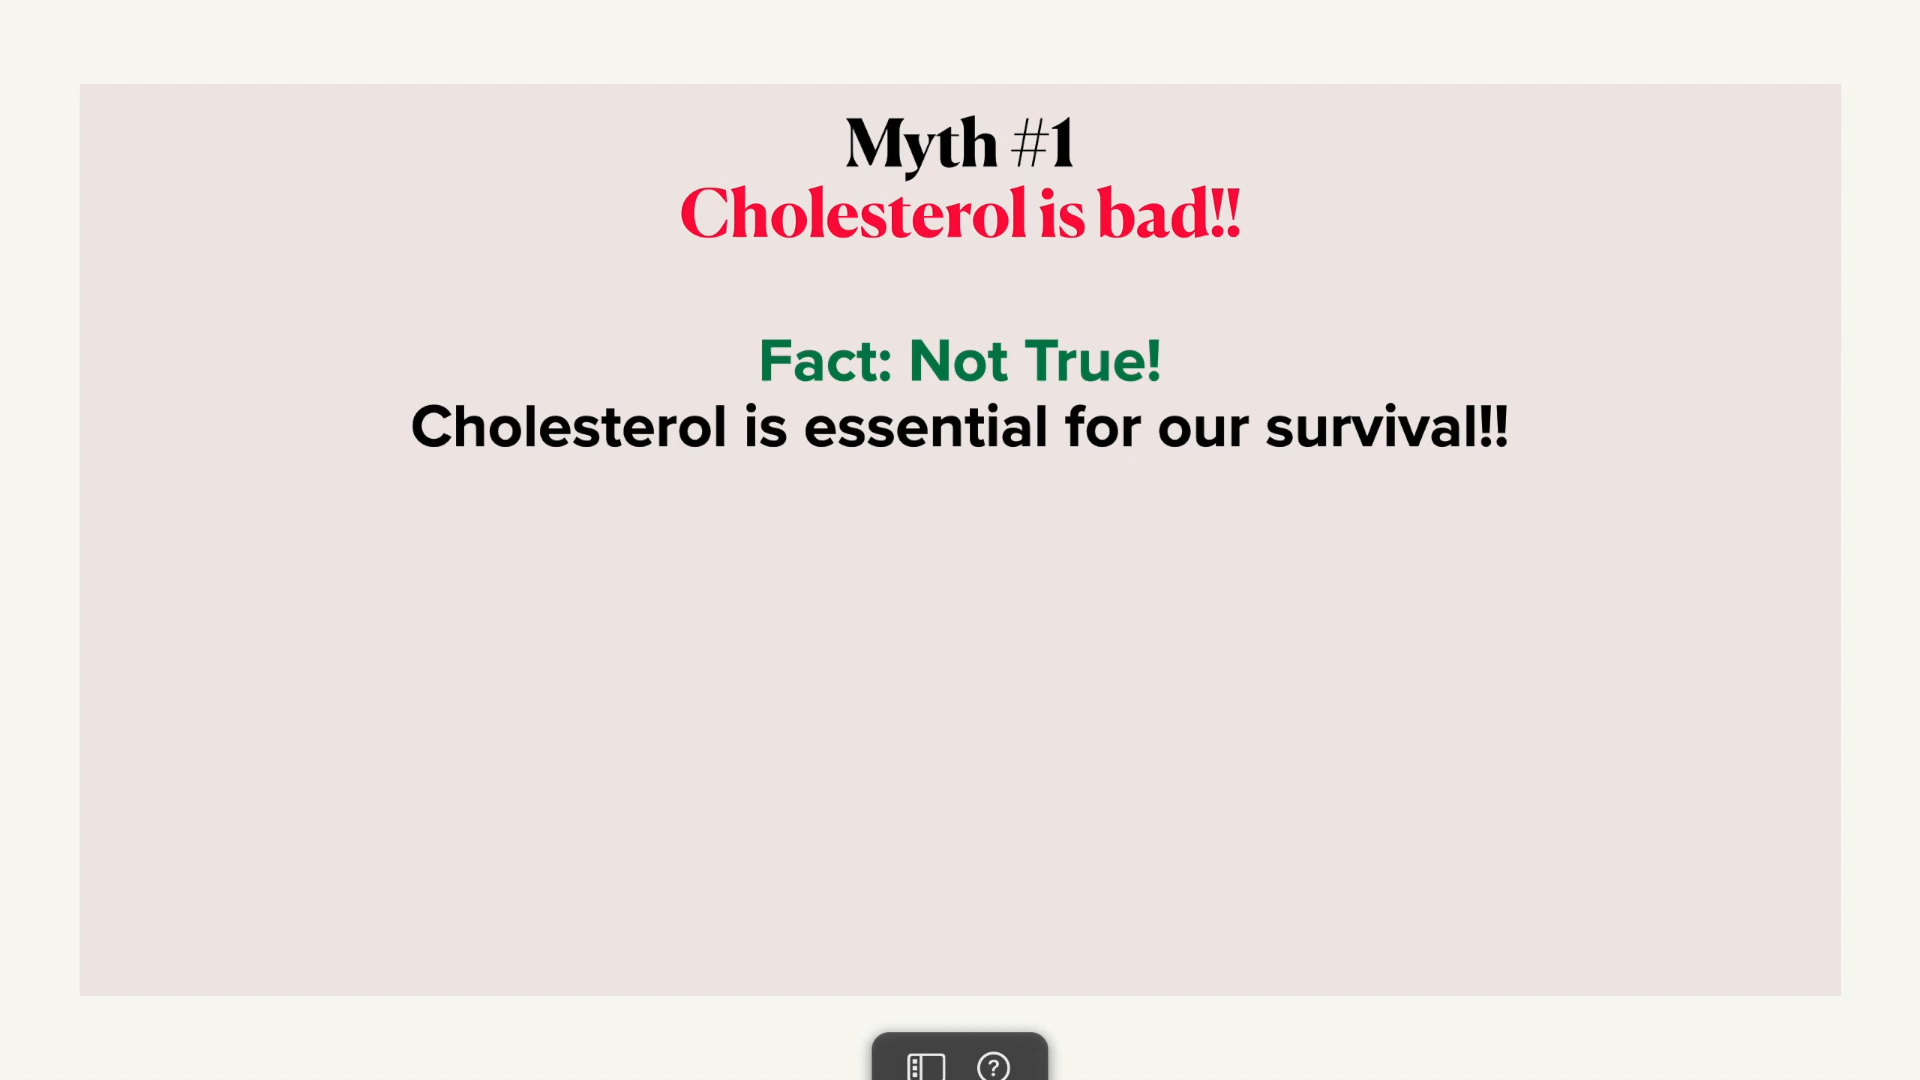 Myth #1
Cholesterol is bad!!
Fact: Not True!
Cholesterol is essential for our survival!!
?